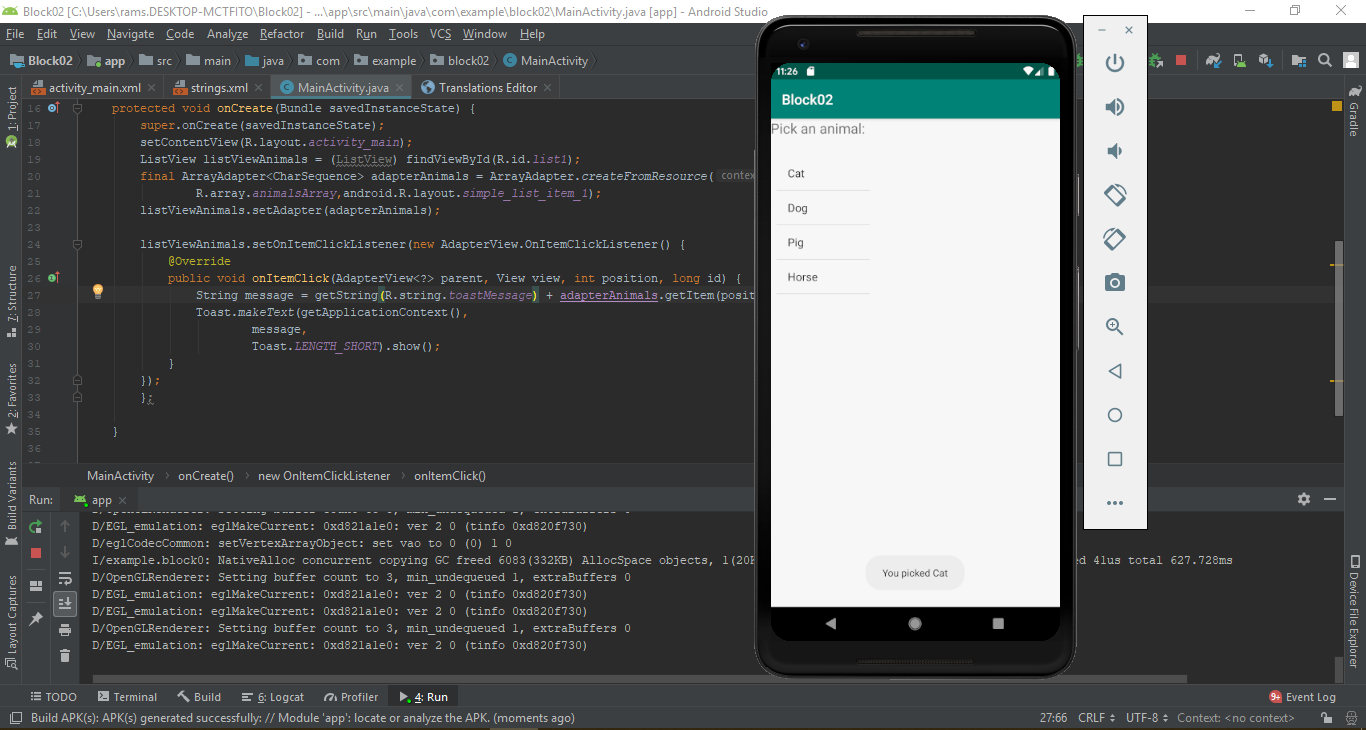 Block02 [C:\Users\rams.DESKTOP-MCTFITO\Block02] - ...\app\src\main\java\com\example\block02\MainActivity.java [app] - Android Studio
File Edit View Navigate Code Analyze Refactor Build Run Tools VCS Window Help
Block02 app src main java com example block02 MainActivity
activity_main.xml strings.xml MainActivity.java Translations Editor
1: Project
7: Structure
2: Favorites
Build Variants
Layout Captures
16 protected void onCreate(Bundle savedInstanceState) {
17 super.onCreate(savedInstanceState);
18 setContentView(R.layout.activity_main);
19 ListView listViewAnimals = (ListView) findViewById(R.id.list1);
20 final ArrayAdapter<CharSequence> adapterAnimals = ArrayAdapter.createFromResource( contex
21 R.array.animalsArray,android.R.layout.simple_list_item_1);
22 listViewAnimals.setAdapter(adapterAnimals);
23
24 listViewAnimals.setOnItemClickListener(new AdapterView.OnItemClickListener() {
25 @Override
26 public void onItemClick(AdapterView<?> parent, View view, int position, long id) {
27 String message = getString(R.string.toastMessage) + adapterAnimals.getItem(posit
28 Toast.makeText(getApplicationContext(),
29 message,
30 Toast.LENGTH_SHORT).show();
31 }
32 });
33 };
34
35 }
36
MainActivity onCreate() new OnItemClickListener onItemClick()
Run: app
D/EGL_emulation: eglMakeCurrent: 0xd821a1e0: ver 2 0 (tinfo 0xd820f730)
D/eglCodecCommon: setVertexArrayObject: set vao to 0 (0) 1 0
I/example.block0: NativeAlloc concurrent copying GC freed 6083(332KB) AllocSpace objects, 1(20K ed 41us total 627.728ms
D/OpenGLRenderer: Setting buffer count to 3, min_undequeued 1, extraBuffers 0
D/EGL_emulation: eglMakeCurrent: 0xd821a1e0: ver 2 0 (tinfo 0xd820f730)
D/EGL_emulation: eglMakeCurrent: 0xd821a1e0: ver 2 0 (tinfo 0xd820f730)
D/OpenGLRenderer: Setting buffer count to 3, min_undequeued 1, extraBuffers 0
D/EGL_emulation: eglMakeCurrent: 0xd821a1e0: ver 2 0 (tinfo 0xd820f730)
11:26
Block02
Pick an animal:
Cat
Dog
Pig
Horse
You picked Cat
Gradle
Device File Explorer
TODO Terminal Build 6: Logcat Profiler 4: Run 9+ Event Log
Build APK(s): APK(s) generated successfully: // Module 'app': locate or analyze the APK. (moments ago) 27:66 CRLF UTF-8 Context: <no context>